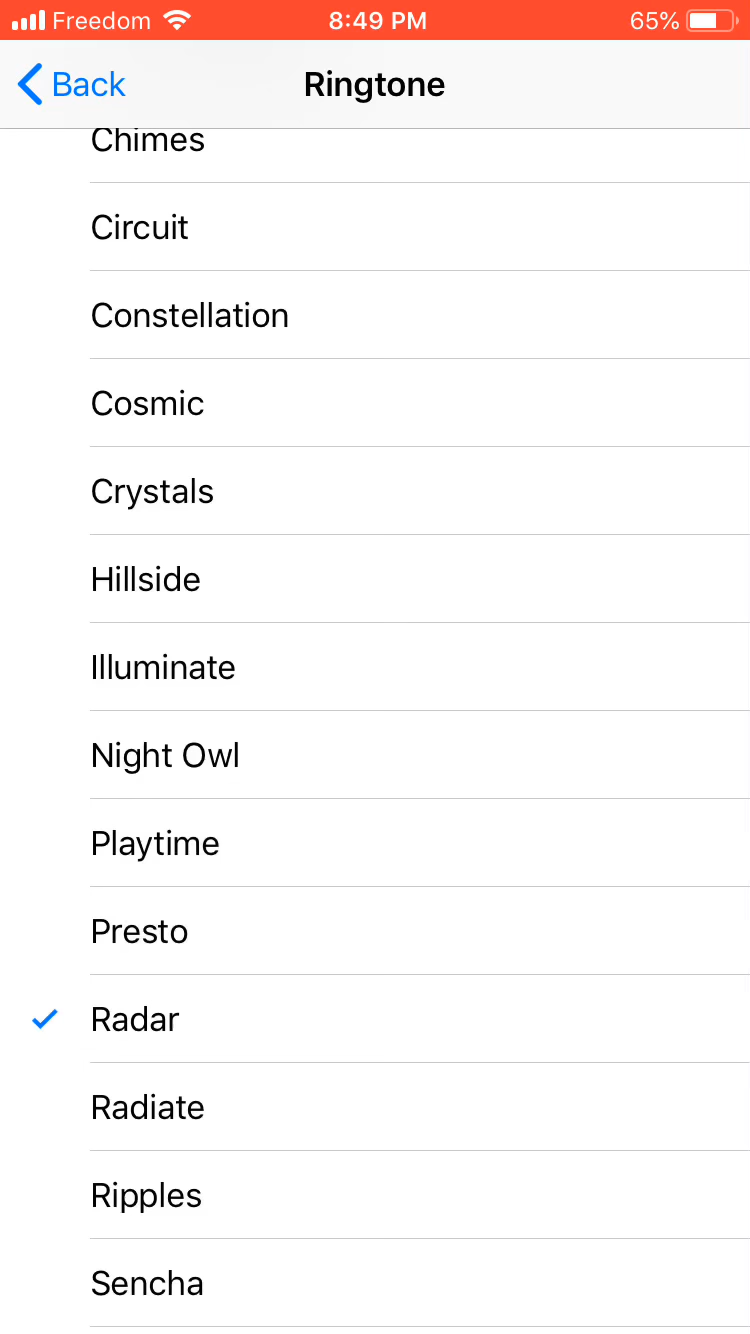 Freedom 8:49 PM 65%
Back Ringtone
Chimes
Circuit
Constellation
Cosmic
Crystals
Hillside
Illuminate
Night Owl
Playtime
Presto
Radar
Radiate
Ripples
Sencha